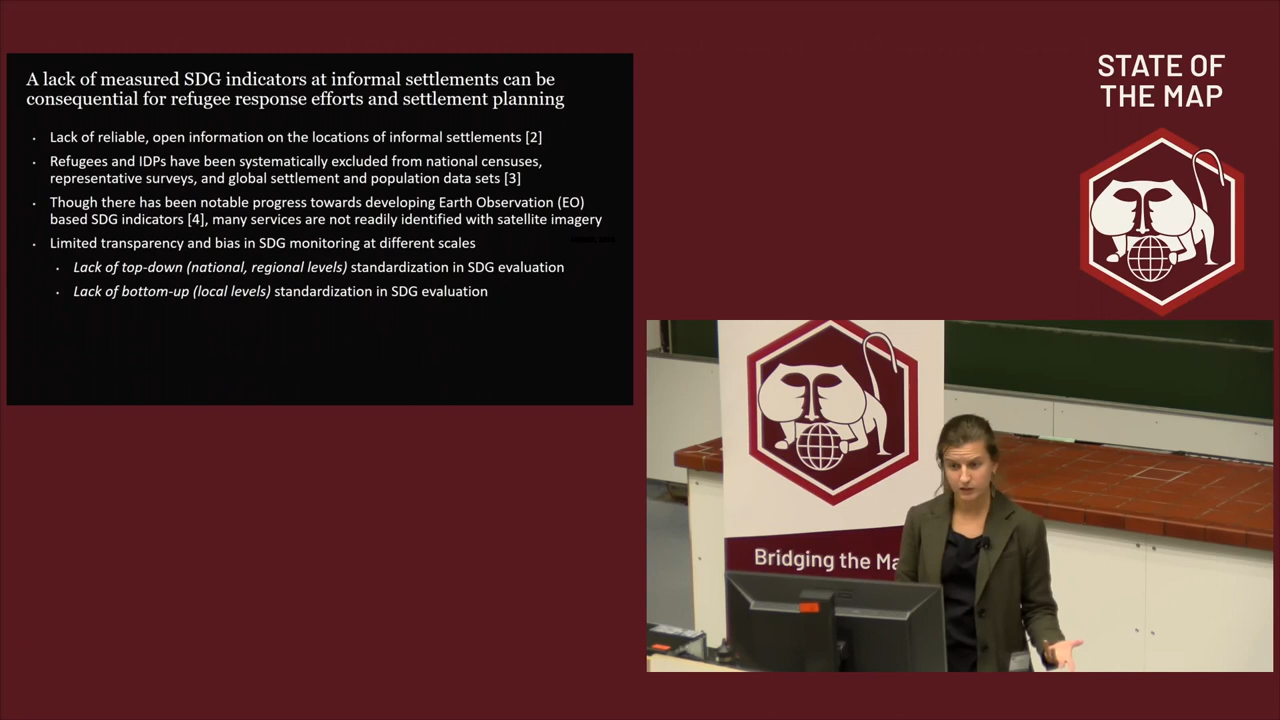 A lack of measured SDG indicators at informal settlements can be
consequential for refugee response efforts and settlement planning
Lack of reliable, open information on the locations of informal settlements [2]
Refugees and IDPs have been systematically excluded from national censuses,
representative surveys, and global settlement and population data sets [3]
Though there has been notable progress towards developing Earth Observation (EO)
based SDG indicators [4], many services are not readily identified with satellite imagery
Limited transparency and bias in SDG monitoring at different scales
Lack of top-down (national, regional levels) standardization in SDG evaluation
Lack of bottom-up (local levels) standardization in SDG evaluation
STATE OF
THE MAP
Bridging the Ma